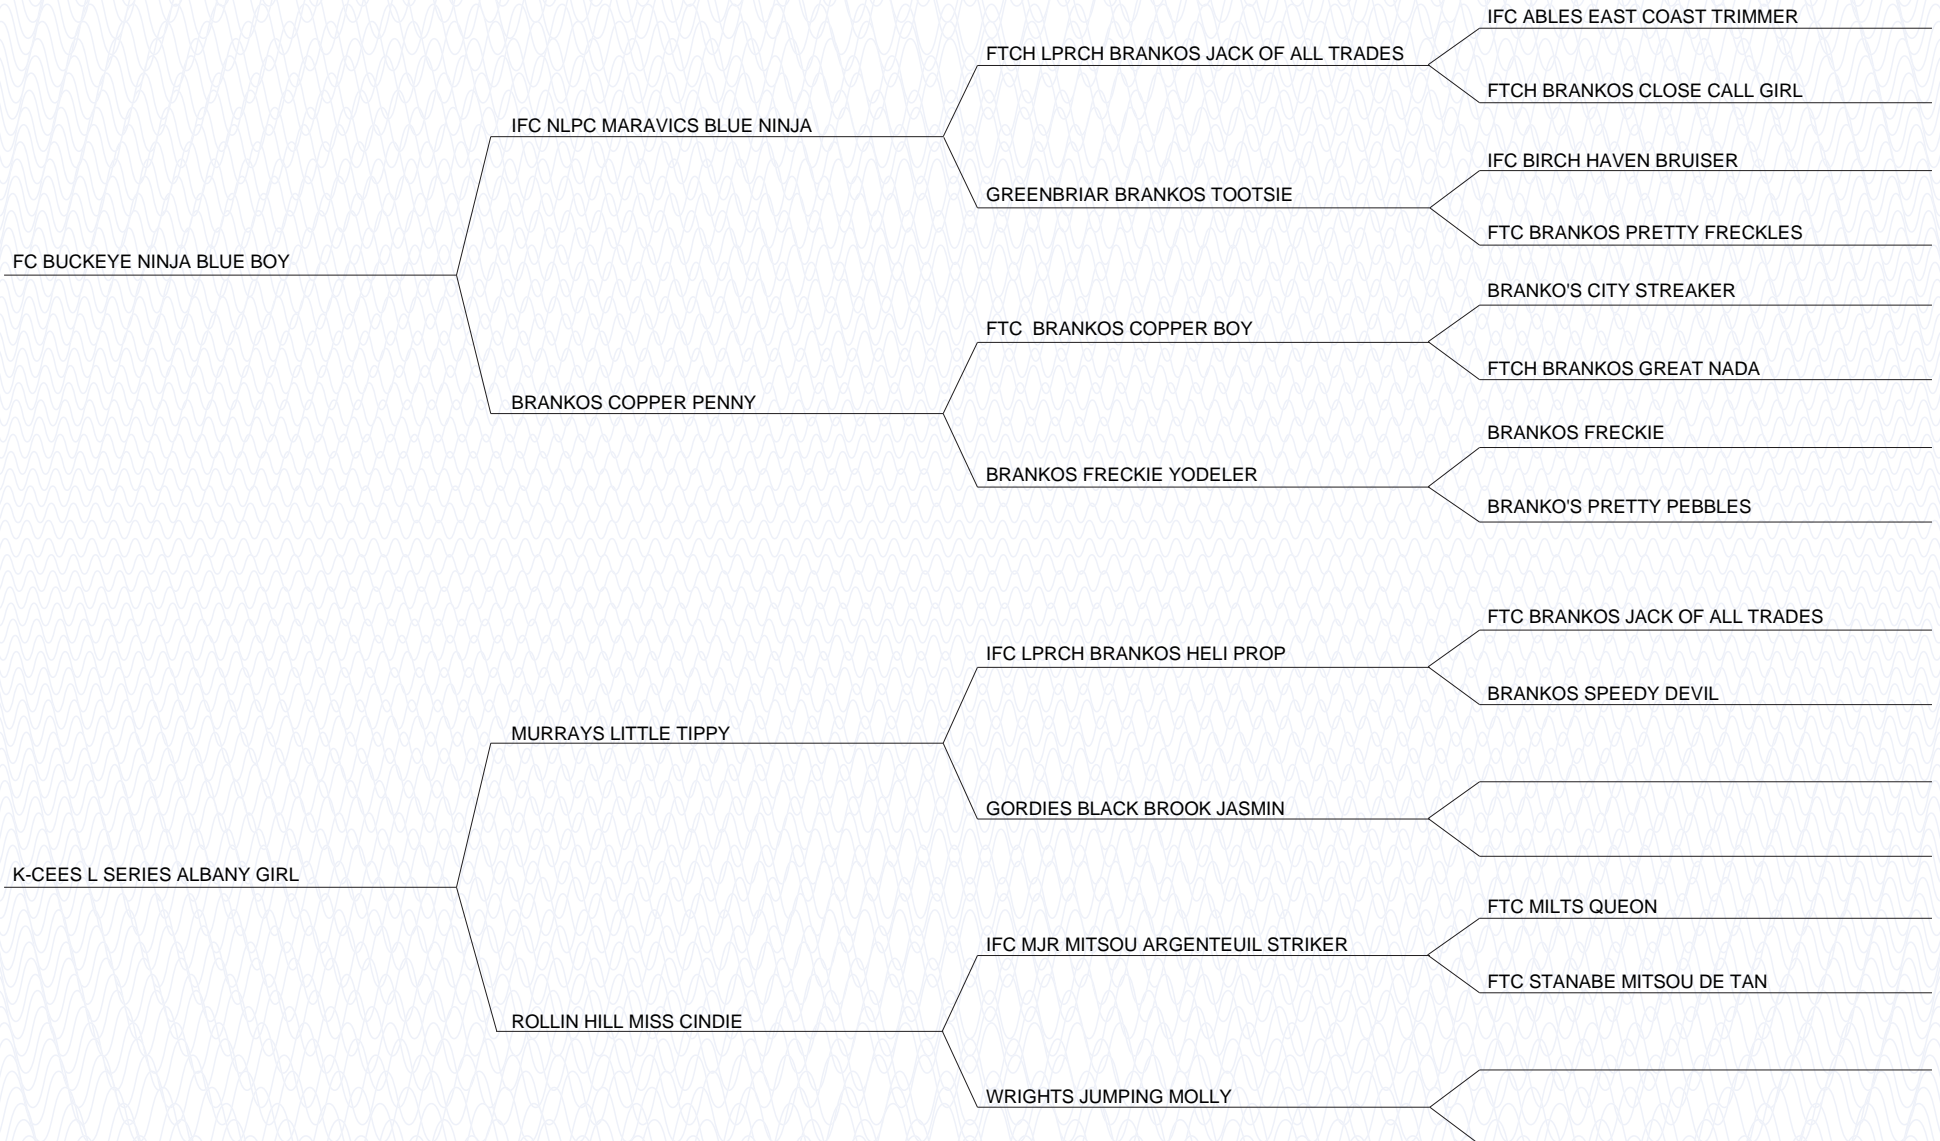 IFC ABLES EAST COAST TRIMMER
FTCH LPRCH BRANKOS JACK OF ALL TRADES
FTCH BRANKOS CLOSE CALL GIRL
IFC NLPC MARAVICS BLUE NINJA
IFC BIRCH HAVEN BRUISER
GREENBRIAR BRANKOS TOOTSIE
FTC BRANKOS PRETTY FRECKLES
FC BUCKEYE NINJA BLUE BOY
BRANKO'S CITY STREAKER
FTC  BRANKOS COPPER BOY
FTCH BRANKOS GREAT NADA
BRANKOS COPPER PENNY
BRANKOS FRECKIE
BRANKOS FRECKIE YODELER
BRANKO'S PRETTY PEBBLES
FTC BRANKOS JACK OF ALL TRADES
IFC LPRCH BRANKOS HELI PROP
BRANKOS SPEEDY DEVIL
MURRAYS LITTLE TIPPY
GORDIES BLACK BROOK JASMIN
K-CEES L SERIES ALBANY GIRL
FTC MILTS QUEON
IFC MJR MITSOU ARGENTEUIL STRIKER
FTC STANABE MITSOU DE TAN
ROLLIN HILL MISS CINDIE
WRIGHTS JUMPING MOLLY